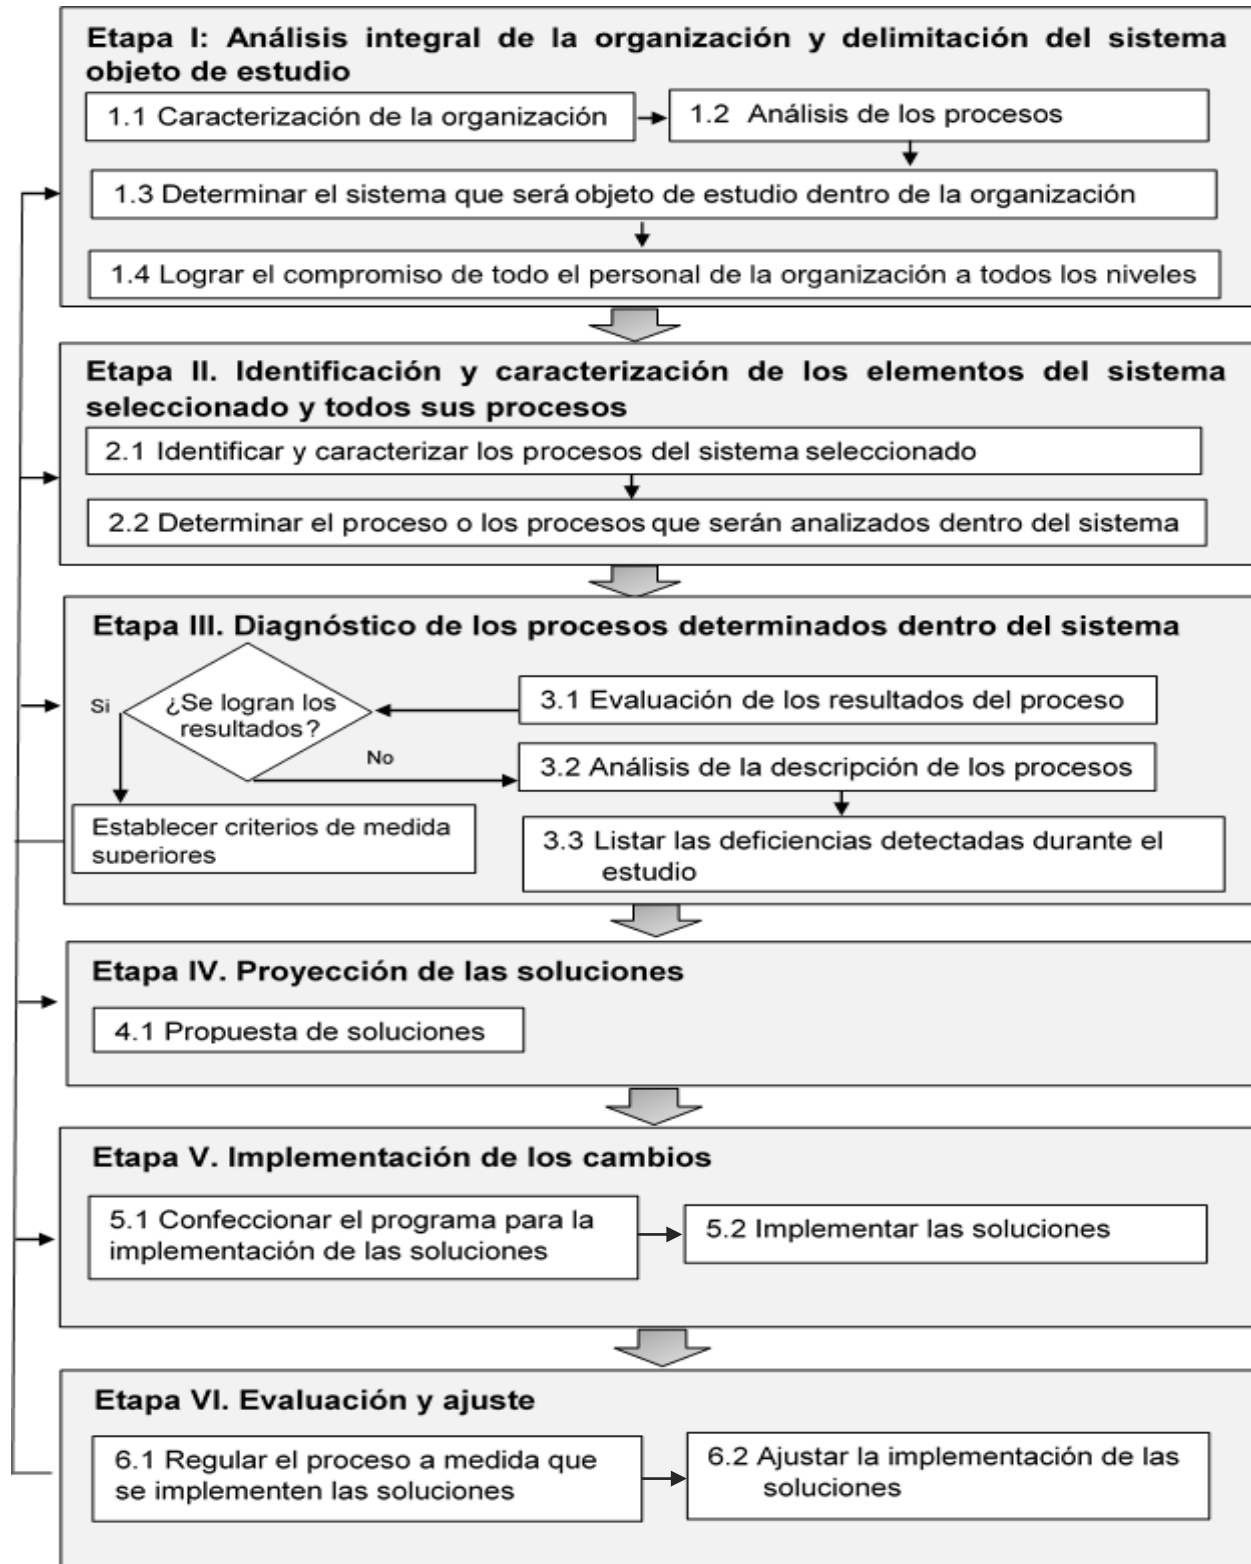 Etapa I: Análisis integral de la organización y delimitación del sistema
objeto de estudio
1.1 Caracterización de la organización
1.2 Análisis de los procesos
1.3 Determinar el sistema que será objeto de estudio dentro de la organización
1.4 Lograr el compromiso de todo el personal de la organización a todos los niveles
Etapa II. Identificación y caracterización de los elementos del sistema
seleccionado y todos sus procesos
2.1 Identificar y caracterizar los procesos del sistema seleccionado
2.2 Determinar el proceso o los procesos que serán analizados dentro del sistema
Etapa III. Diagnóstico de los procesos determinados dentro del sistema
Si
¿Se logran los
resultados?
3.1 Evaluación de los resultados del proceso
No
3.2 Análisis de la descripción de los procesos
Establecer criterios de medida
superiores
3.3 Listar las deficiencias detectadas durante el
estudio
Etapa IV. Proyección de las soluciones
4.1 Propuesta de soluciones
Etapa V. Implementación de los cambios
5.1 Confeccionar el programa para la
implementación de las soluciones
5.2 Implementar las soluciones
Etapa VI. Evaluación y ajuste
6.1 Regular el proceso a medida que
se implementen las soluciones
6.2 Ajustar la implementación de las
soluciones